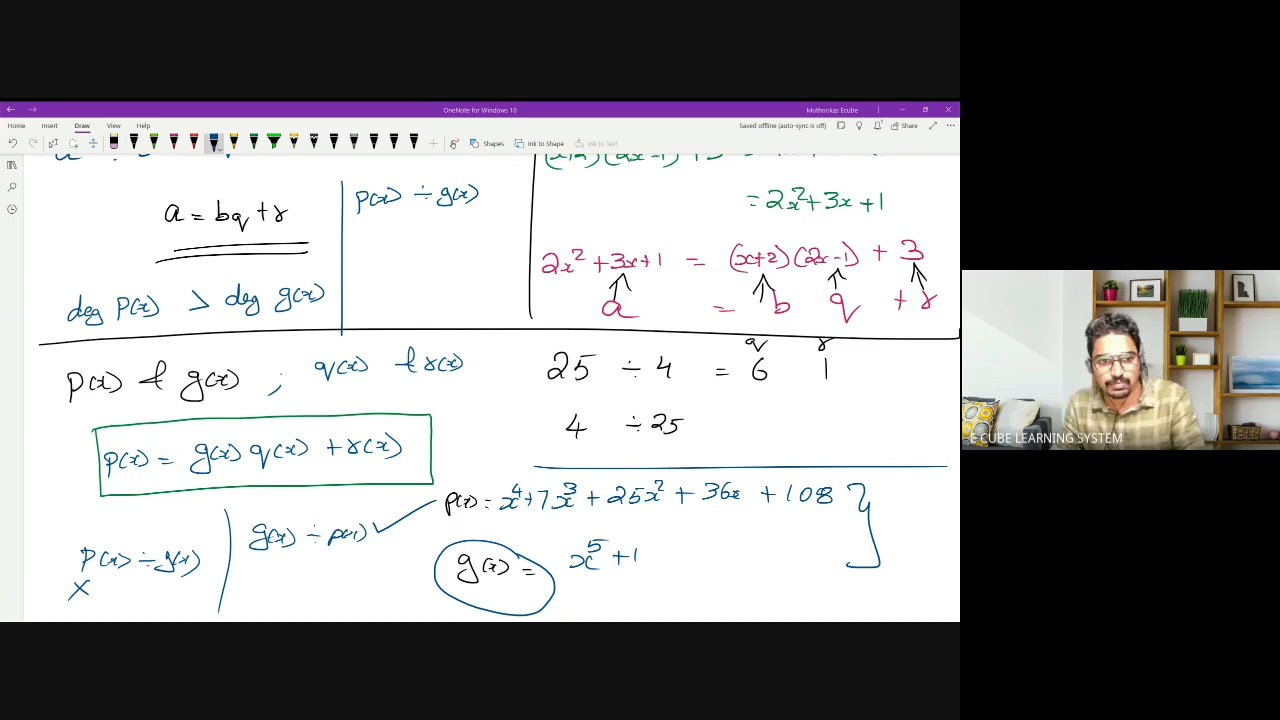 OneNote for Windows 10
Muthookas Ecube
Home Insert Draw View Help
Saved offline (auto-sync is off)
Share
Shapes
Ink to Shape
Ink to Text
a = bq + r
p(x) ÷ g(x)
deg p(x) > deg g(x)
= 2x² + 3x + 1
2x² + 3x + 1 = (x+2) (2x-1) + 3
a = b q + r
p(x) & g(x) ; q(x) & r(x)
p(x) = g(x) q(x) + r(x)
p(x) ÷ g(x)
X
g(x) ÷ p(x) ✓
q r
25 ÷ 4 = 6 1
4 ÷ 25
p(x) = x⁴ + 7x³ + 25x² + 36x + 108
g(x) = x⁵ + 1
E CUBE LEARNING SYSTEM